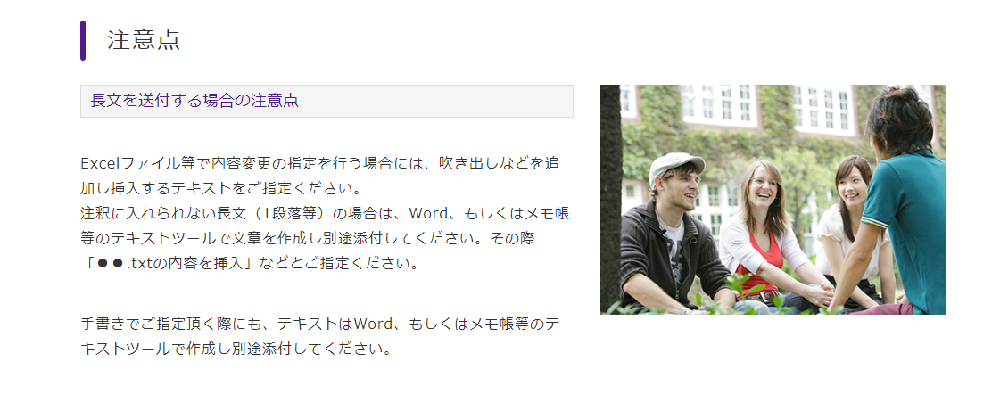 注意点
長文を送付する場合の注意点
Excelファイル等で内容変更の指定を行う場合には、吹き出しなどを追
加し挿入するテキストをご指定ください。
注釈に入れられない長文（1段落等）の場合は、Word、もしくはメモ帳
等のテキストツールで文章を作成し別途添付してください。その際
「●●.txtの内容を挿入」などとご指定ください。
手書きでご指定頂く際にも、テキストはWord、もしくはメモ帳等のテ
キストツールで作成し別途添付してください。